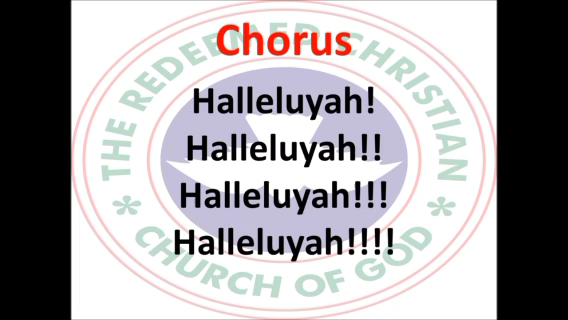 Chorus
Halleluyah!
Halleluyah!!
Halleluyah!!!
Halleluyah!!!!
THE REDEEMED CHRISTIAN
* CHURCH OF GOD *